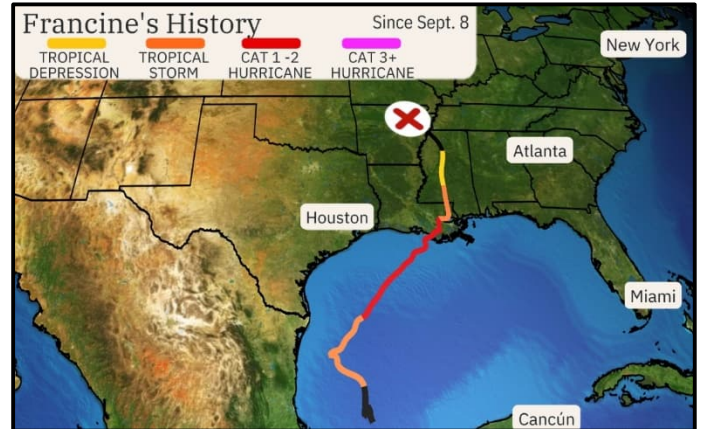 Francine's History
Since Sept. 8
TROPICAL
DEPRESSION
TROPICAL
STORM
CAT 1 -2
HURRICANE
CAT 3+
HURRICANE
New York
Atlanta
Houston
Miami
Cancún